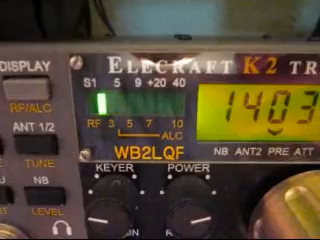 ELECRAFT K2 TR
DISPLAY
S1 5 9 +20 40
1403
RF/ALC
RF 3 5 7 10
ALC
ANT 1/2
WB2LQF
NB ANT2 PRE ATT
TUNE
KEYER
POWER
NB
LEVEL